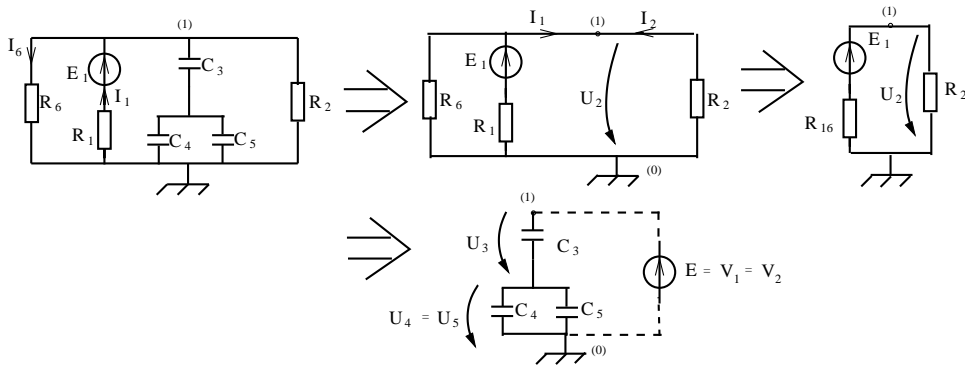 (1)
I6
E1
C3
I1
R6
R1
C4
C5
R2
I1
(1)
I2
E1
R6
U2
R2
R1
(0)
(1)
E1
U2
R2
R16
(1)
U3
C3
E = V1 = V2
U4 = U5
C4
C5
(0)